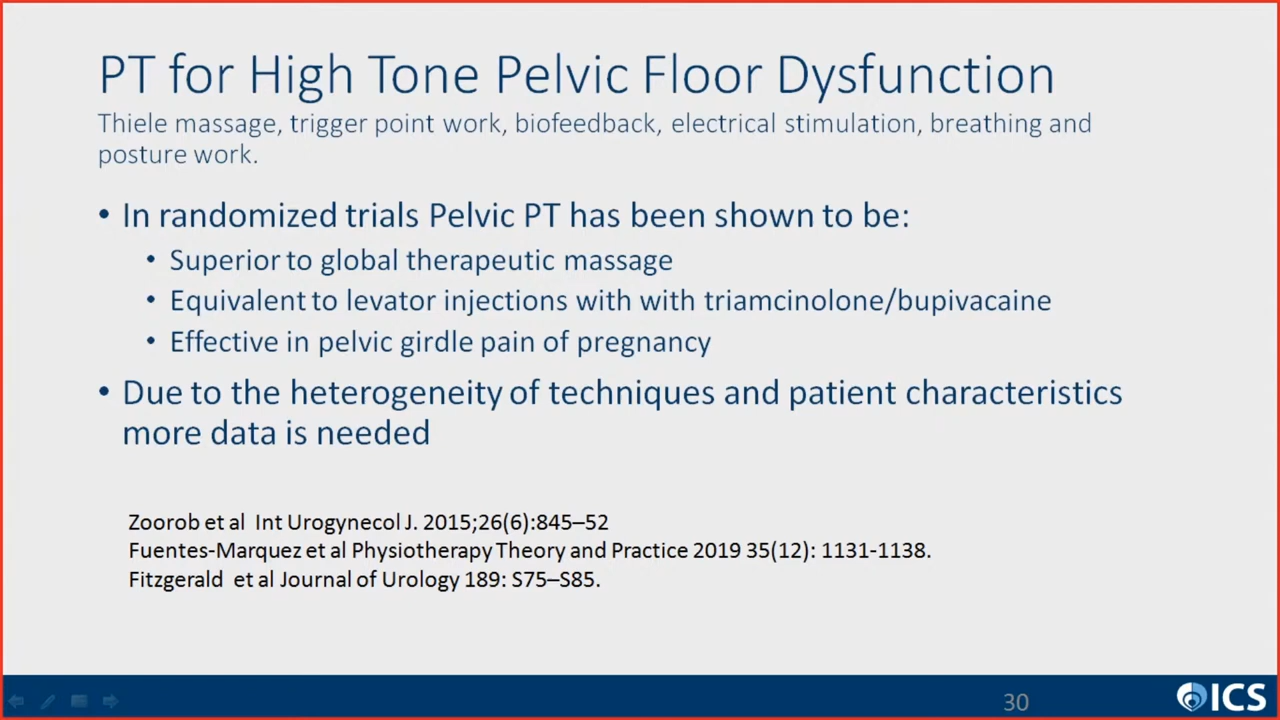 PT for High Tone Pelvic Floor Dysfunction
Thiele massage, trigger point work, biofeedback, electrical stimulation, breathing and
posture work.
• In randomized trials Pelvic PT has been shown to be:
• Superior to global therapeutic massage
• Equivalent to levator injections with with triamcinolone/bupivacaine
• Effective in pelvic girdle pain of pregnancy
• Due to the heterogeneity of techniques and patient characteristics
more data is needed
Zoorob et al Int Urogynecol J. 2015;26(6):845–52
Fuentes-Marquez et al Physiotherapy Theory and Practice 2019 35(12): 1131-1138.
Fitzgerald et al Journal of Urology 189: S75–S85.
30
ICS